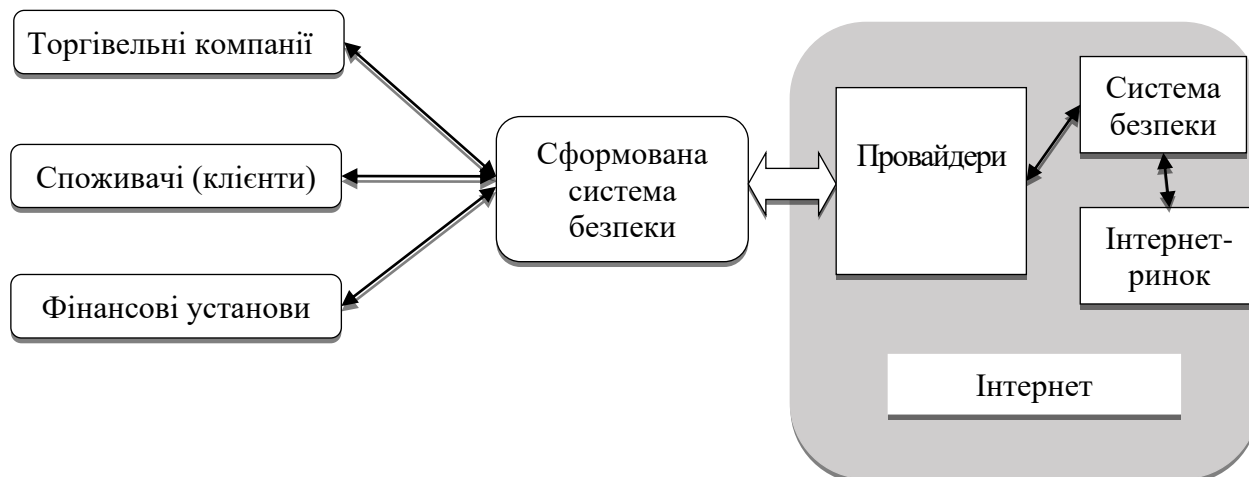 Торгівельні компанії
Споживачі (клієнти)
Фінансові установи
Сформована
система
безпеки
Провайдери
Система
безпеки
Інтернет-
ринок
Інтернет